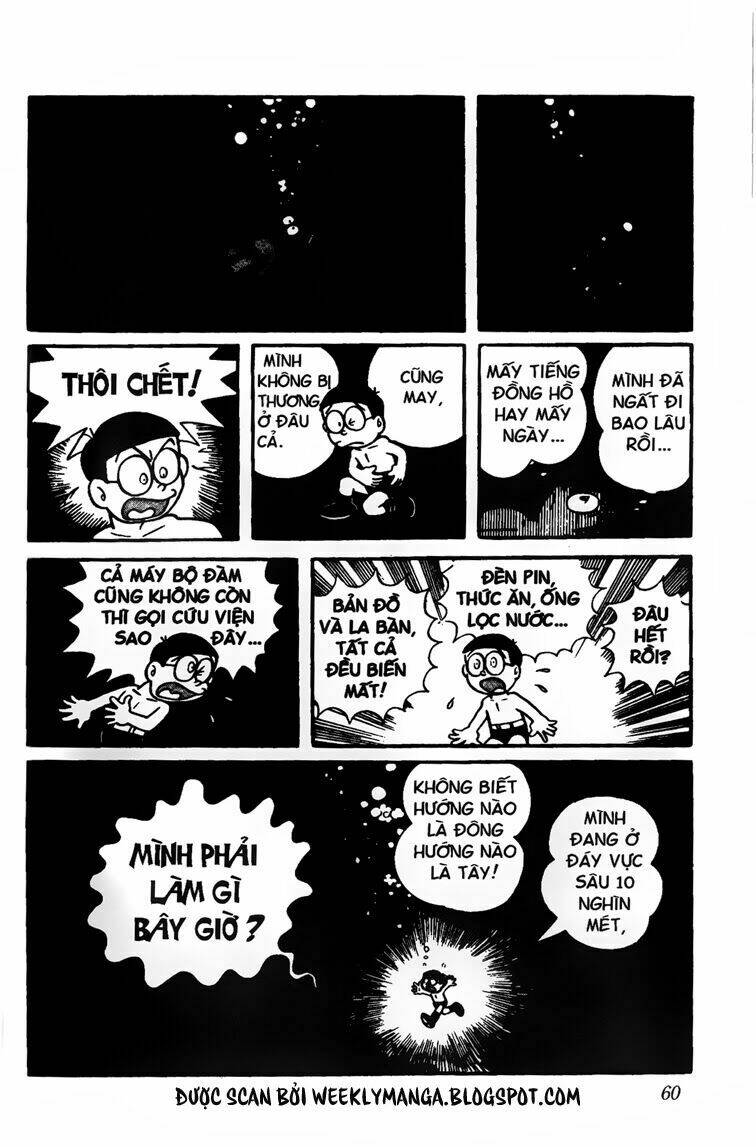 MÌNH ĐÃ
NGẤT ĐI
BAO LÂU
RỒI...
MẤY TIẾNG
ĐỒNG HỒ
HAY MẤY
NGÀY...
CŨNG
MAY,
MÌNH
KHÔNG BỊ
THƯƠNG
Ở ĐÂU
CẢ.
THÔI CHẾT!
ĐÂU
HẾT
RỒI?
ĐÈN PIN,
THỨC ĂN, ỐNG
LỌC NƯỚC...
BẢN ĐỒ
VÀ LA BÀN,
TẤT CẢ
ĐỀU BIẾN
MẤT!
CẢ MÁY BỘ ĐÀM
CŨNG KHÔNG CÒN
THÌ GỌI CỨU VIỆN
SAO ĐÂY...
MÌNH
ĐANG Ở
ĐÁY VỰC
SÂU 10
NGHÌN
MÉT,
KHÔNG BIẾT
HƯỚNG NÀO
LÀ ĐÔNG
HƯỚNG NÀO
LÀ TÂY!
MÌNH PHẢI
LÀM GÌ
BÂY GIỜ?
ĐƯỢC SCAN BỞI WEEKLYMANGA.BLOGSPOT.COM
60